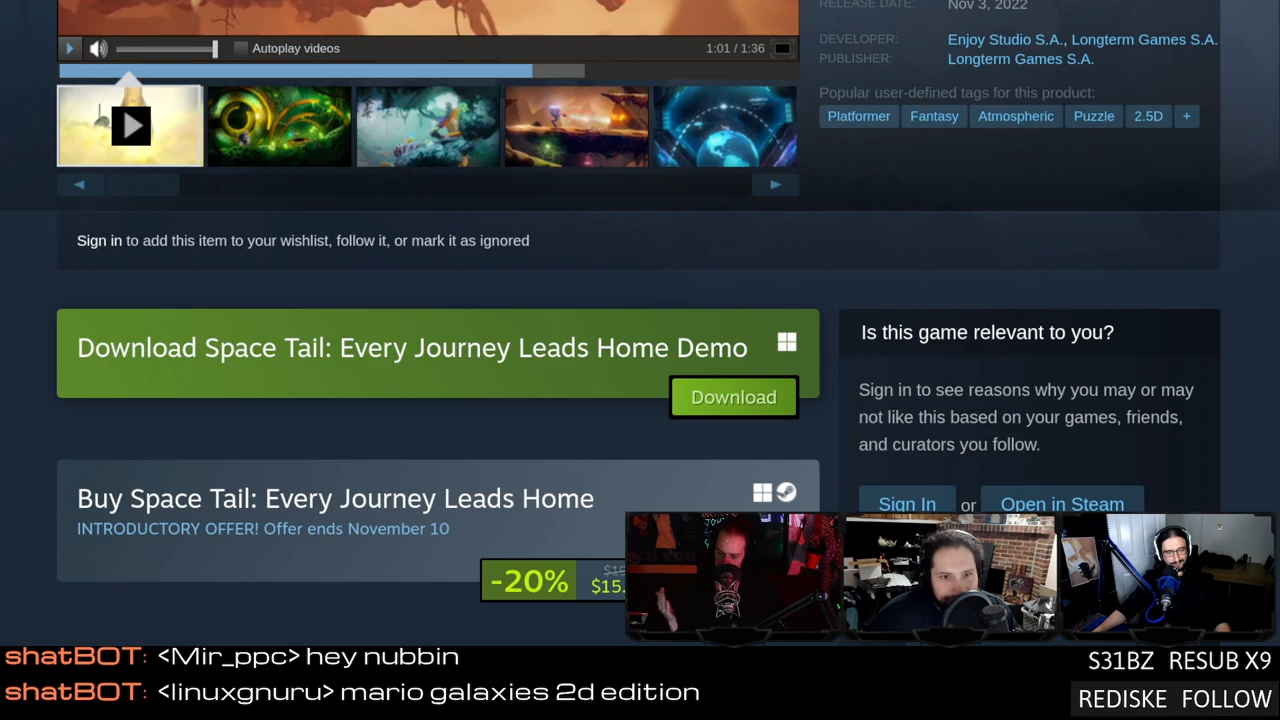 RELEASE DATE: Nov 3, 2022
Autoplay videos
1:01 / 1:36
DEVELOPER: Enjoy Studio S.A., Longterm Games S.A.
PUBLISHER: Longterm Games S.A.
Popular user-defined tags for this product:
Platformer Fantasy Atmospheric Puzzle 2.5D +
Sign in to add this item to your wishlist, follow it, or mark it as ignored
Download Space Tail: Every Journey Leads Home Demo
Download
Is this game relevant to you?
Sign in to see reasons why you may or may
not like this based on your games, friends,
and curators you follow.
Sign In or Open in Steam
Buy Space Tail: Every Journey Leads Home
INTRODUCTORY OFFER! Offer ends November 10
-20%
$15.
shatBOT: <Mir_ppc> hey nubbin
shatBOT: <linuxgnuru> mario galaxies 2d edition
S31BZ RESUB X9
REDISKE FOLLOW